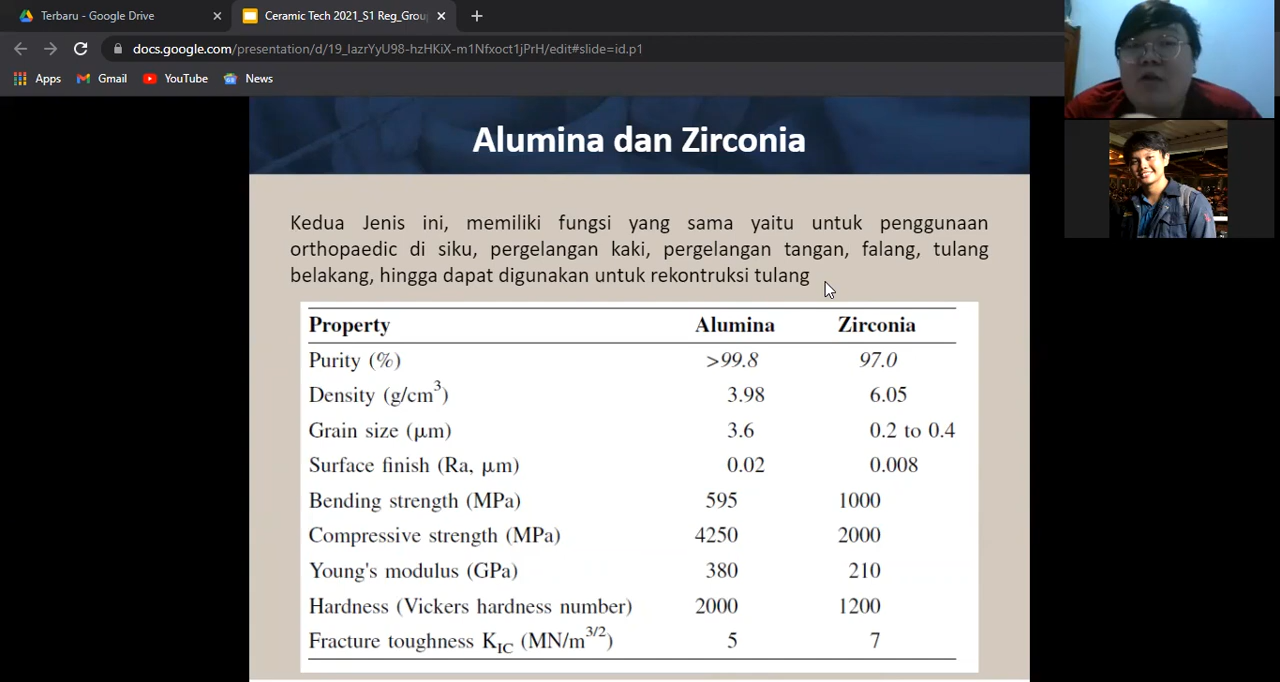 Terbaru - Google Drive
Ceramic Tech 2021_S1 Reg_Group
docs.google.com/presentation/d/19_lazrYyU98-hzHKiX-m1Nfxoct1jPrH/edit#slide=id.p1
Apps Gmail YouTube News
Alumina dan Zirconia
Kedua Jenis ini, memiliki fungsi yang sama yaitu untuk penggunaan
orthopaedic di siku, pergelangan kaki, pergelangan tangan, falang, tulang
belakang, hingga dapat digunakan untuk rekontruksi tulang
Property Alumina Zirconia
Purity (%) >99.8 97.0
Density (g/cm³) 3.98 6.05
Grain size (μm) 3.6 0.2 to 0.4
Surface finish (Ra, μm) 0.02 0.008
Bending strength (MPa) 595 1000
Compressive strength (MPa) 4250 2000
Young's modulus (GPa) 380 210
Hardness (Vickers hardness number) 2000 1200
Fracture toughness K_IC (MN/m^3/2) 5 7